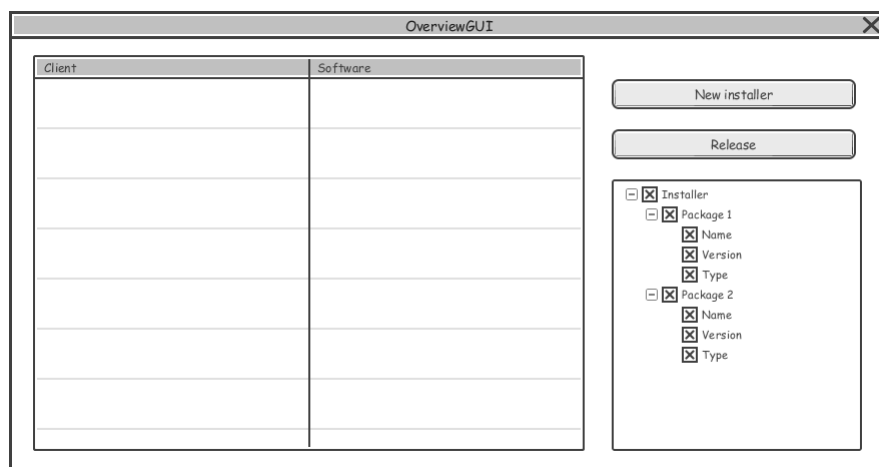 OverviewGUI
Client Software
New installer
Release
Installer
Package 1
Name
Version
Type
Package 2
Name
Version
Type